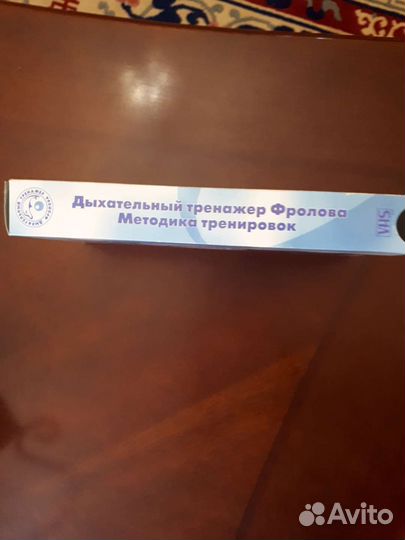 Дыхательный тренажер Фролова
Методика тренировок
VHS
Avito